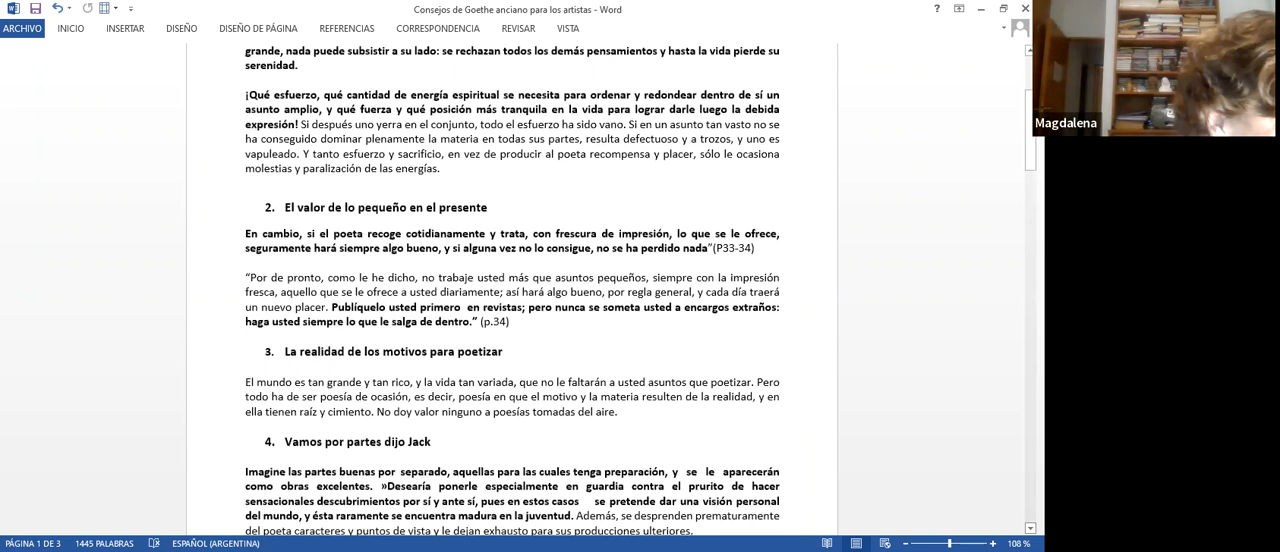 Consejos de Goethe anciano para los artistas - Word
ARCHIVO INICIO INSERTAR DISEÑO DISEÑO DE PÁGINA REFERENCIAS CORRESPONDENCIA REVISAR VISTA
grande, nada puede subsistir a su lado: se rechazan todos los demás pensamientos y hasta la vida pierde su
serenidad.
¡Qué esfuerzo, qué cantidad de energía espiritual se necesita para ordenar y redondear dentro de sí un
asunto amplio, y qué fuerza y qué posición más tranquila en la vida para lograr darle luego la debida
expresión! Si después uno yerra en el conjunto, todo el esfuerzo ha sido vano. Si en un asunto tan vasto no se
ha conseguido dominar plenamente la materia en todas sus partes, resulta defectuoso y a trozos, y uno es
vapuleado. Y tanto esfuerzo y sacrificio, en vez de producir al poeta recompensa y placer, sólo le ocasiona
molestias y paralización de las energías.
2. El valor de lo pequeño en el presente
En cambio, si el poeta recoge cotidianamente y trata, con frescura de impresión, lo que se le ofrece,
seguramente hará siempre algo bueno, y si alguna vez no lo consigue, no se ha perdido nada”(P33-34)
“Por de pronto, como le he dicho, no trabaje usted más que asuntos pequeños, siempre con la impresión
fresca, aquello que se le ofrece a usted diariamente; así hará algo bueno, por regla general, y cada día traerá
un nuevo placer. Publíquelo usted primero en revistas; pero nunca se someta usted a encargos extraños:
haga usted siempre lo que le salga de dentro.” (p.34)
3. La realidad de los motivos para poetizar
El mundo es tan grande y tan rico, y la vida tan variada, que no le faltarán a usted asuntos que poetizar. Pero
todo ha de ser poesía de ocasión, es decir, poesía en que el motivo y la materia resulten de la realidad, y en
ella tienen raíz y cimiento. No doy valor ninguno a poesías tomadas del aire.
4. Vamos por partes dijo Jack
Imagine las partes buenas por separado, aquellas para las cuales tenga preparación, y se le aparecerán
como obras excelentes. »Desearía ponerle especialmente en guardia contra el prurito de hacer
sensacionales descubrimientos por sí y ante sí, pues en estos casos se pretende dar una visión personal
del mundo, y ésta raramente se encuentra madura en la juventud. Además, se desprenden prematuramente
del poeta caracteres y puntos de vista y le dejan exhausto para sus producciones ulteriores.
PÁGINA 1 DE 3 1445 PALABRAS ESPAÑOL (ARGENTINA) 108 %
Magdalena